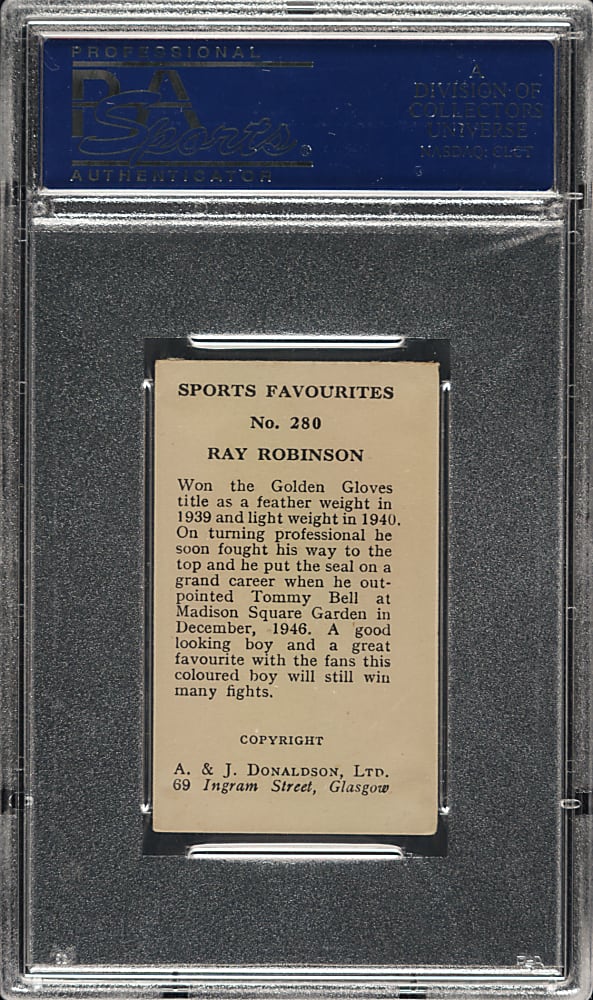 PROFESSIONAL
PSA
Sports
AUTHENTICATOR
A
DIVISION OF
COLLECTORS
UNIVERSE
NASDAQ: CLCT
SPORTS FAVOURITES
No. 280
RAY ROBINSON
Won the Golden Gloves
title as a feather weight in
1939 and light weight in 1940.
On turning professional he
soon fought his way to the
top and he put the seal on a
grand career when he out-
pointed Tommy Bell at
Madison Square Garden in
December, 1946. A good
looking boy and a great
favourite with the fans this
coloured boy will still win
many fights.
COPYRIGHT
A. & J. DONALDSON, LTD.
69 Ingram Street, Glasgow
PSA